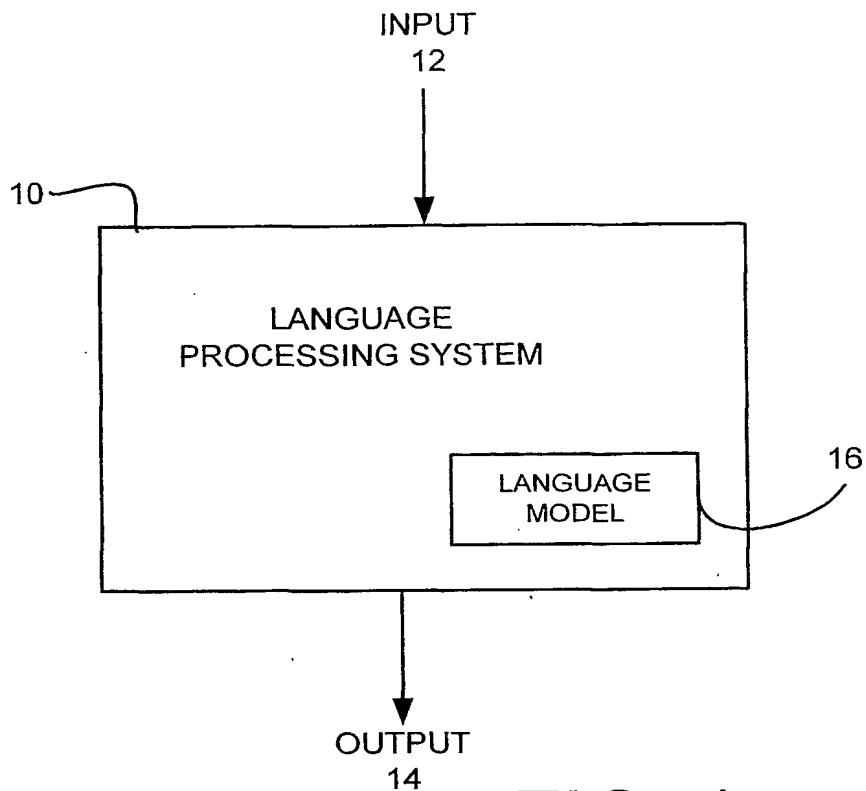 INPUT
12
10
LANGUAGE
PROCESSING SYSTEM
16
LANGUAGE
MODEL
OUTPUT
14